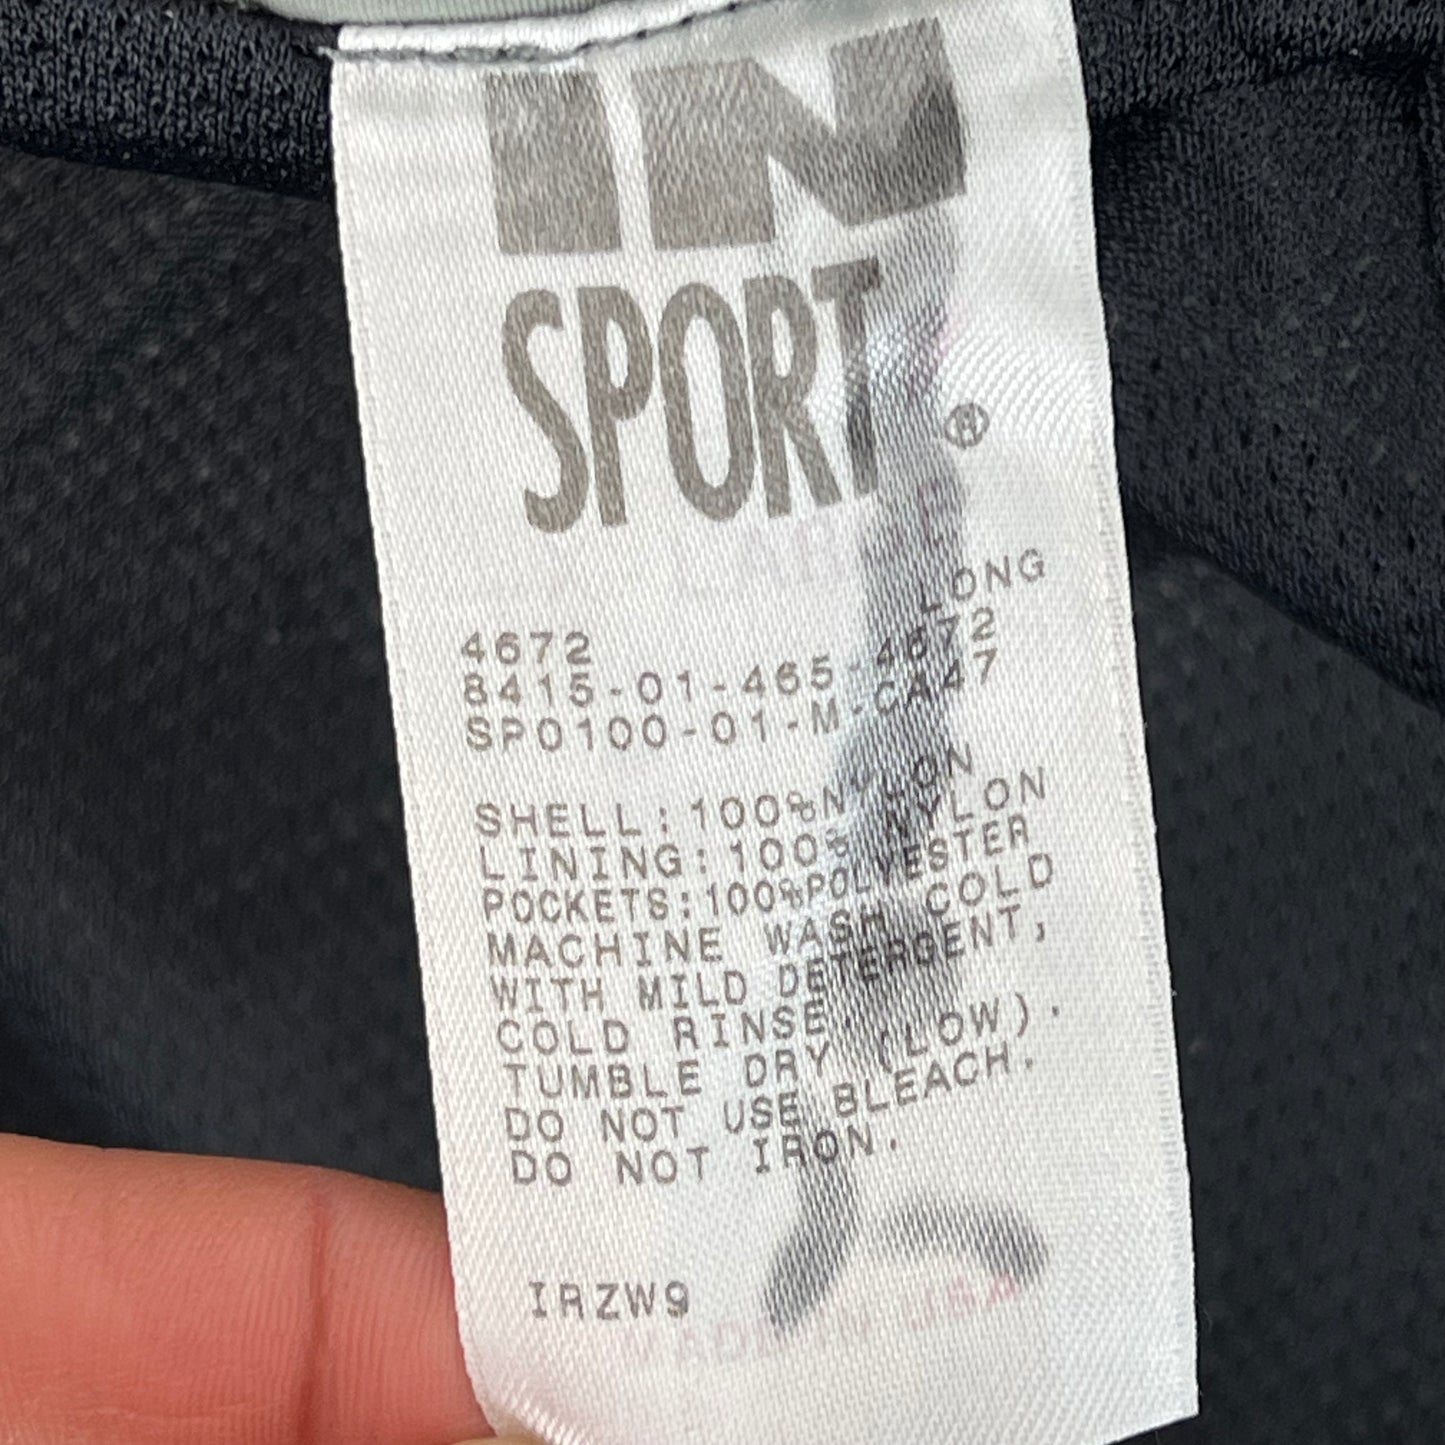 IN
SPORT®
LONG
4672
8415-01-465-4672
SP0100-01-M-CA47
SHELL:100%NYLON
LINING:100% NYLON
POCKETS:100%POLYESTER
MACHINE WASH COLD
WITH MILD DETERGENT,
COLD RINSE.
TUMBLE DRY (LOW).
DO NOT USE BLEACH.
DO NOT IRON.
IRZW9